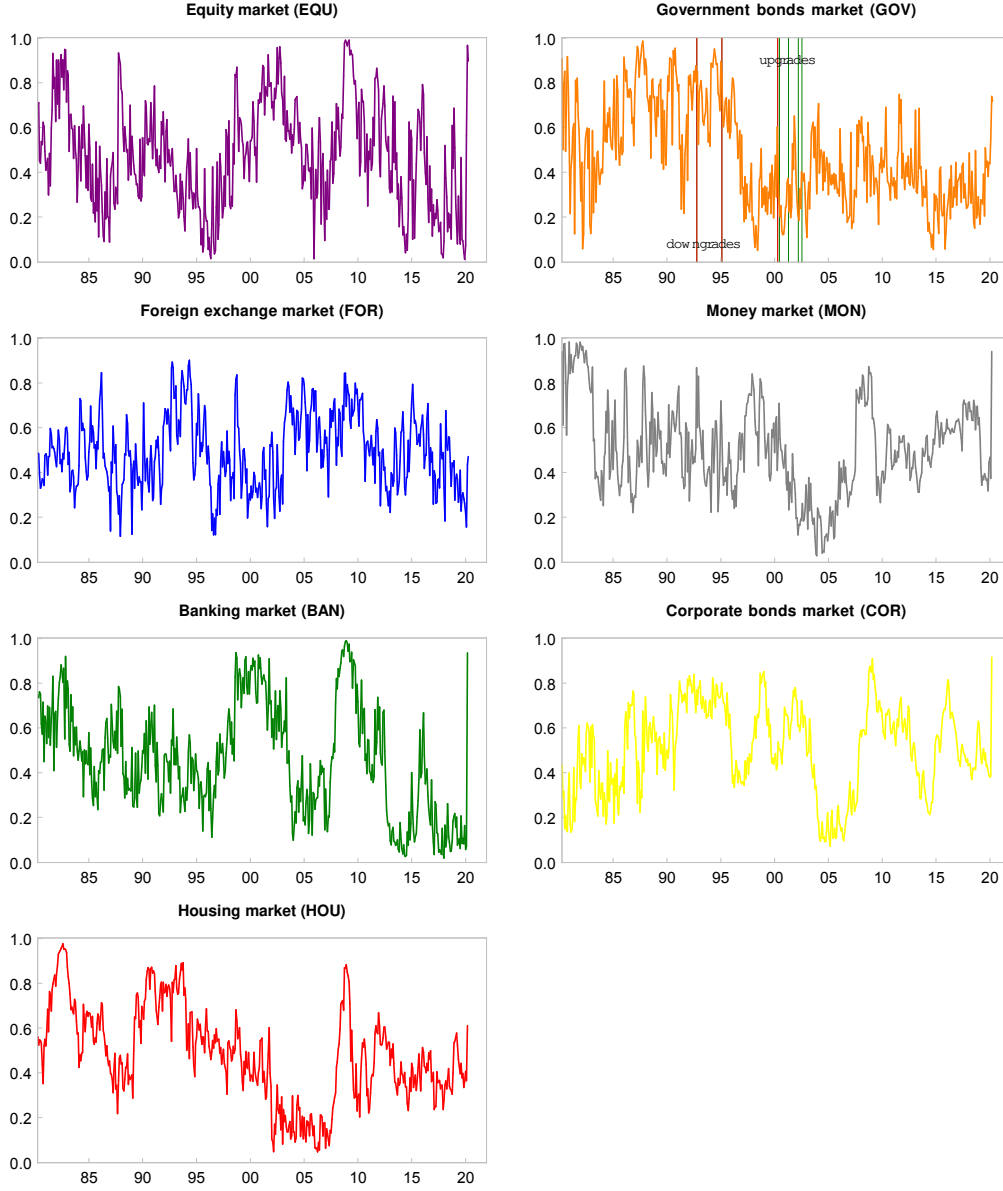 Equity market (EQU)
1.0
0.8
0.6
0.4
0.2
0.0
85 90 95 00 05 10 15 20
Government bonds market (GOV)
1.0
0.8
0.6
0.4
0.2
0.0
upgrades
downgrades
85 90 95 00 05 10 15 20
Foreign exchange market (FOR)
1.0
0.8
0.6
0.4
0.2
0.0
85 90 95 00 05 10 15 20
Money market (MON)
1.0
0.8
0.6
0.4
0.2
0.0
85 90 95 00 05 10 15 20
Banking market (BAN)
1.0
0.8
0.6
0.4
0.2
0.0
85 90 95 00 05 10 15 20
Corporate bonds market (COR)
1.0
0.8
0.6
0.4
0.2
0.0
85 90 95 00 05 10 15 20
Housing market (HOU)
1.0
0.8
0.6
0.4
0.2
0.0
85 90 95 00 05 10 15 20